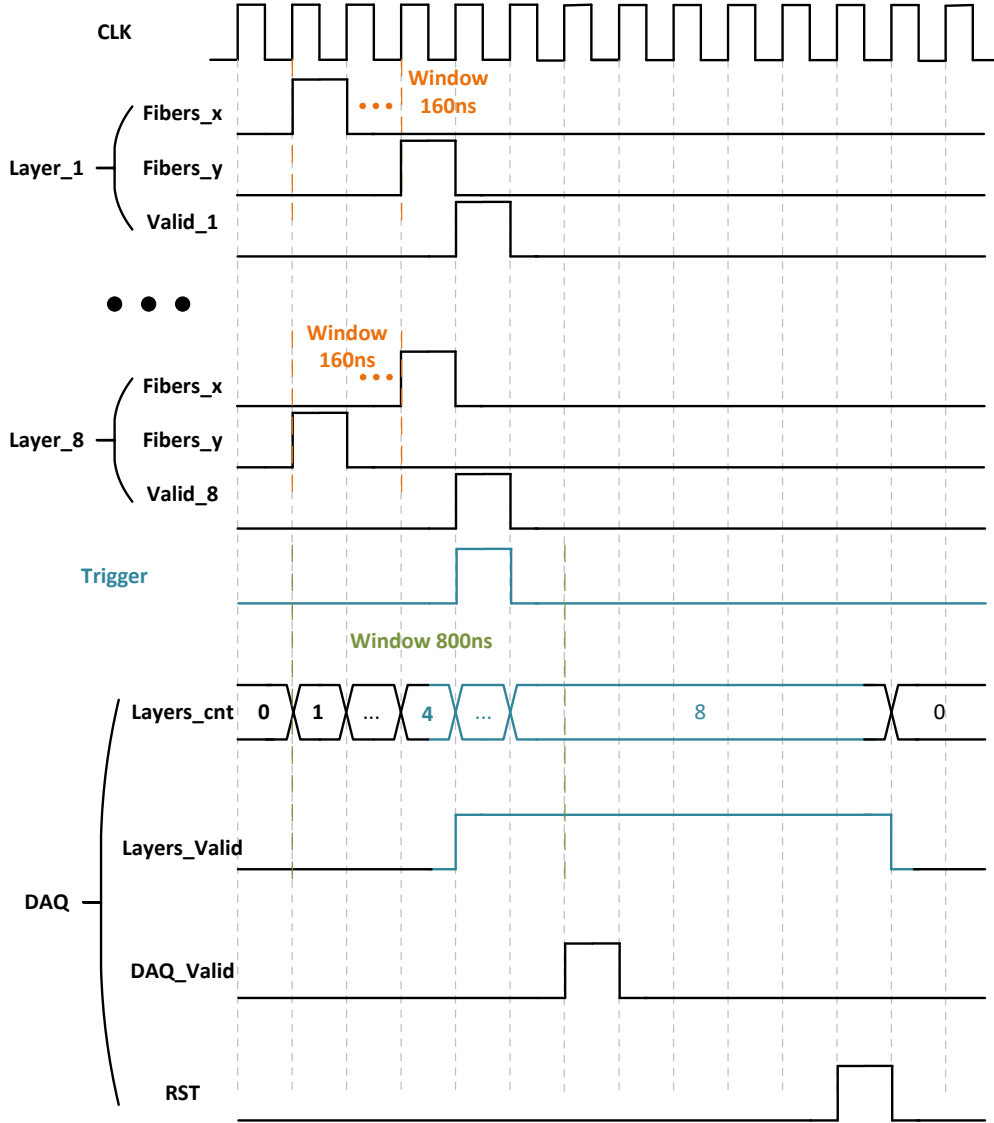 CLK
Window
160ns
Fibers_x
Layer_1
Fibers_y
Valid_1
Window
160ns
Fibers_x
Layer_8
Fibers_y
Valid_8
Trigger
Window 800ns
Layers_cnt
0 1 ... 4 ... 8 0
Layers_Valid
DAQ
DAQ_Valid
RST